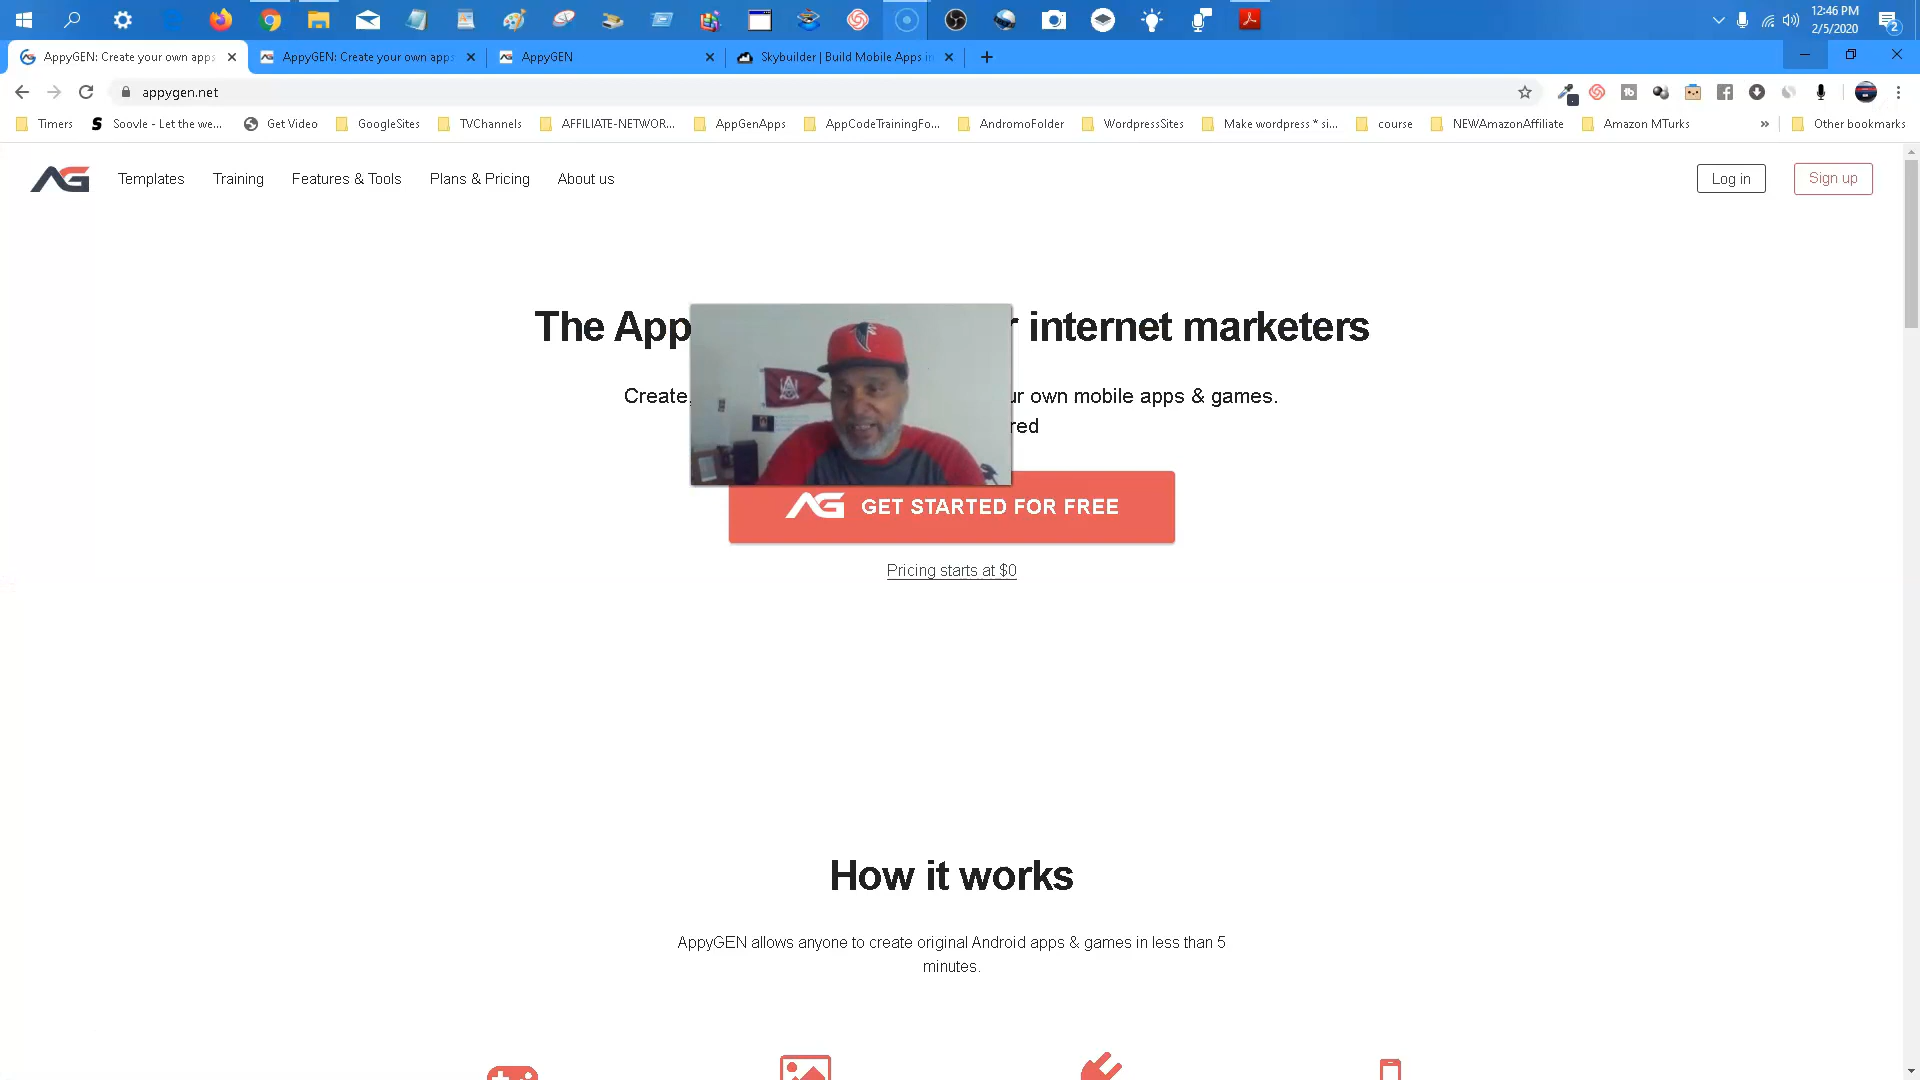 12:46 PM
2/5/2020
2
AppyGEN: Create your own apps
AppyGEN: Create your own apps
AppyGEN
Skybuilder | Build Mobile Apps in
appygen.net
Timers
Soovle - Let the we...
Get Video
GoogleSites
TVChannels
AFFILIATE-NETWOR...
AppGenApps
AppCodeTrainingFo...
AndromoFolder
WordpressSites
Make wordpress * si...
course
NEWAmazonAffiliate
Amazon MTurks
»
Other bookmarks
AG
Templates
Training
Features & Tools
Plans & Pricing
About us
Log in
Sign up
The App r internet marketers
Create, ur own mobile apps & games.
red
AG GET STARTED FOR FREE
Pricing starts at $0
How it works
AppyGEN allows anyone to create original Android apps & games in less than 5
minutes.